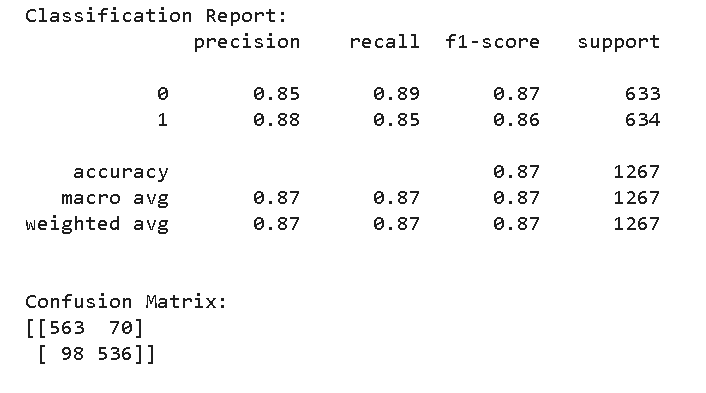 Classification Report:
precision recall f1-score support
0 0.85 0.89 0.87 633
1 0.88 0.85 0.86 634
accuracy 0.87 1267
macro avg 0.87 0.87 0.87 1267
weighted avg 0.87 0.87 0.87 1267
Confusion Matrix:
[[563 70]
[ 98 536]]